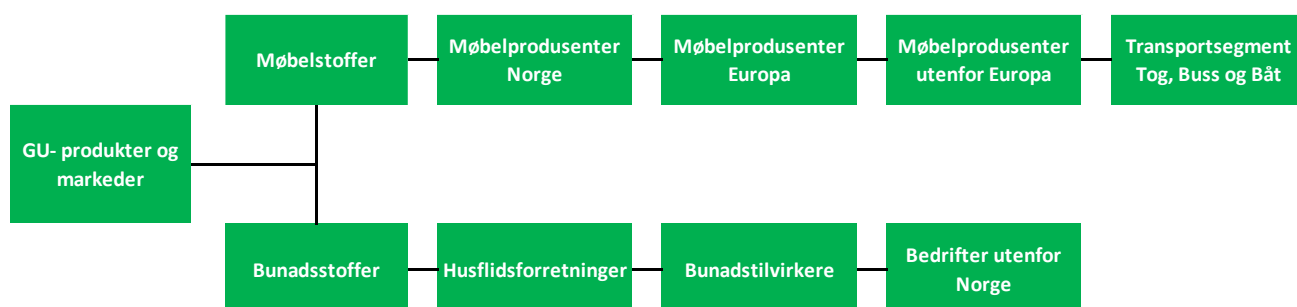 Møbelstoffer
Møbelprodusenter
Norge
Møbelprodusenter
Europa
Møbelprodusenter
utenfor Europa
Transportsegment
Tog, Buss og Båt
GU- produkter og
markeder
Bunadsstoffer
Husflidsforretninger
Bunadstilvirkere
Bedrifter utenfor
Norge